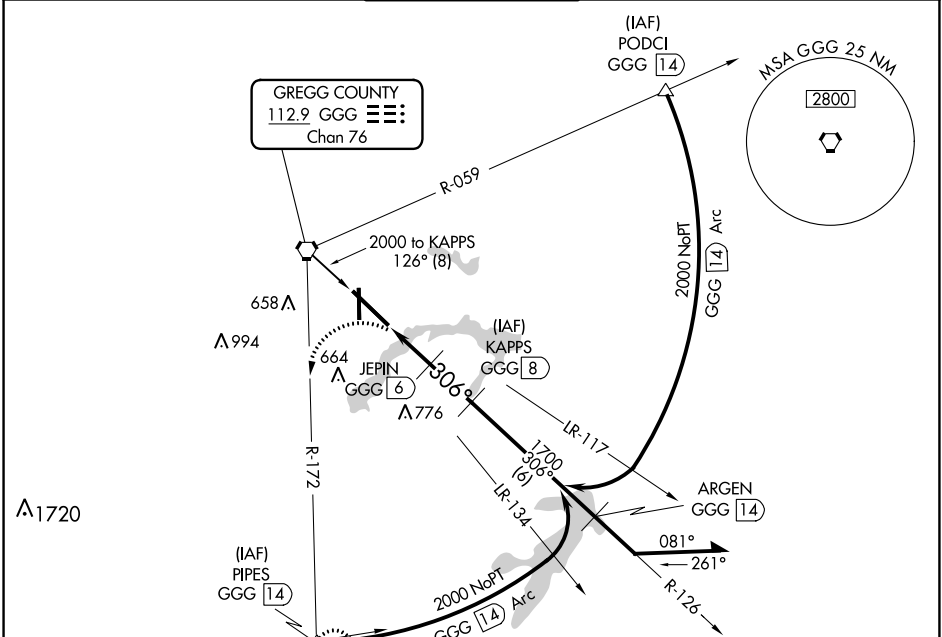 (IAF)
PODCI
GGG 14
MSA GGG 25 NM
2800
GREGG COUNTY
112.9 GGG
Chan 76
R-059
2000 to KAPPS
126° (8)
2000 NoPT
GGG 14 Arc
658
994
664
JEPIN
GGG 6
776
306°
(IAF)
KAPPS
GGG 8
LR-117
1700
306°
(6)
LR-134
R-172
ARGEN
GGG 14
081°
261°
R-126
1720
(IAF)
PIPES
GGG 14
2000 NoPT
GGG 14 Arc